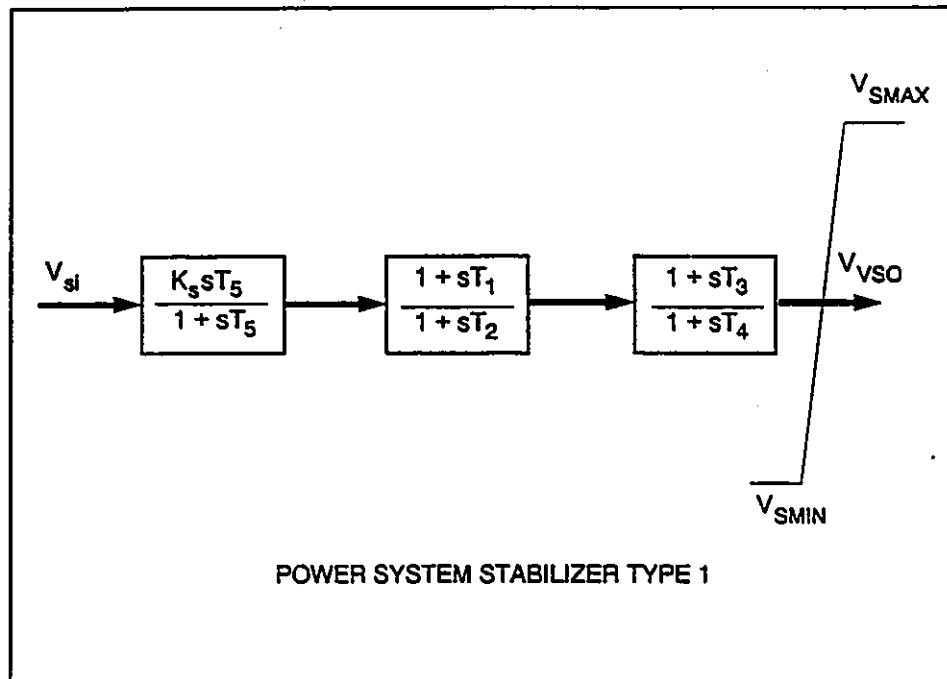 V_SMAX
V_si
K_s sT_5
1 + sT_5
1 + sT_1
1 + sT_2
1 + sT_3
1 + sT_4
V_VSO
V_SMIN
POWER SYSTEM STABILIZER TYPE 1